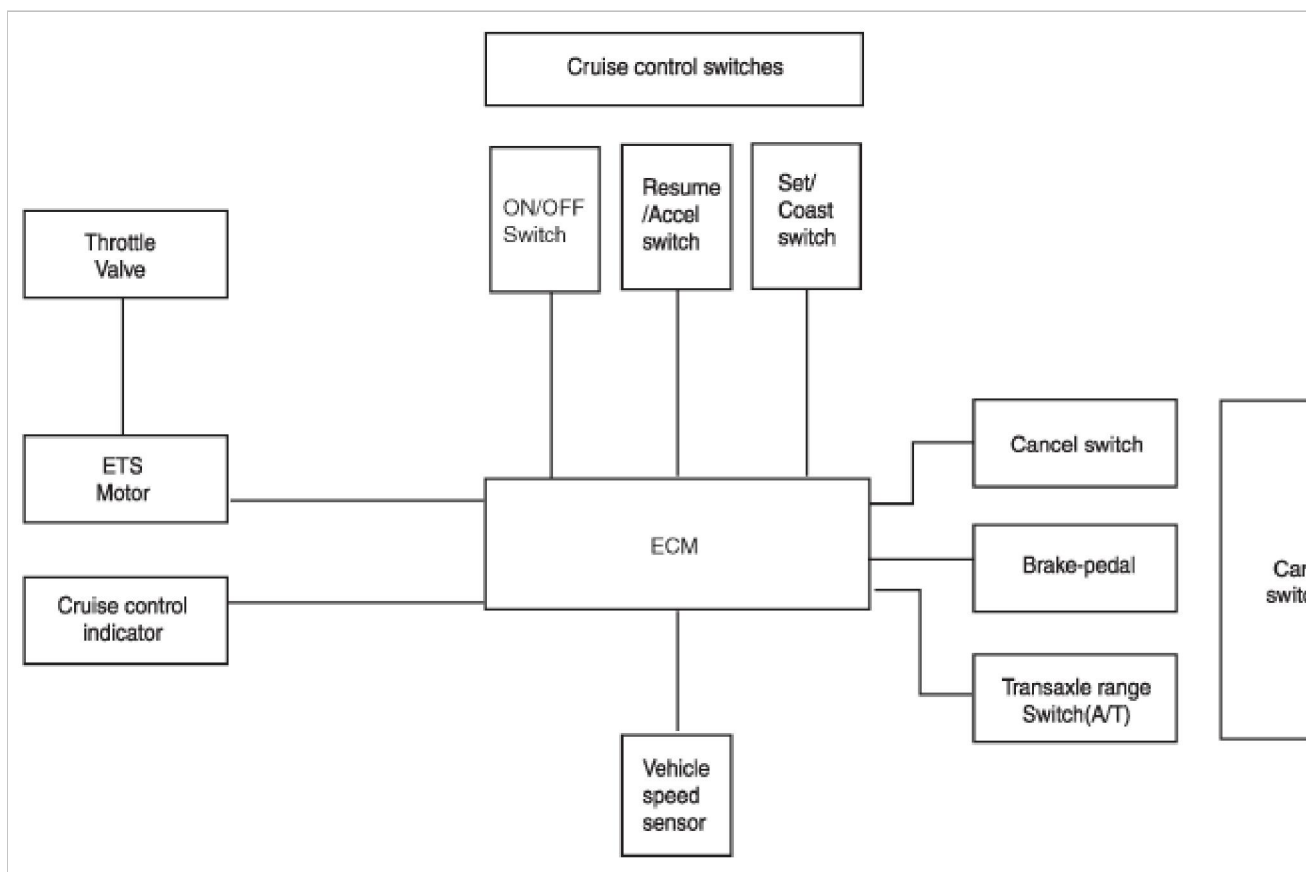 Cruise control switches
ON/OFF
Switch
Resume
/Accel
switch
Set/
Coast
switch
Throttle
Valve
ETS
Motor
Cruise control
indicator
ECM
Cancel switch
Brake-pedal
Transaxle range
Switch(A/T)
Vehicle
speed
sensor